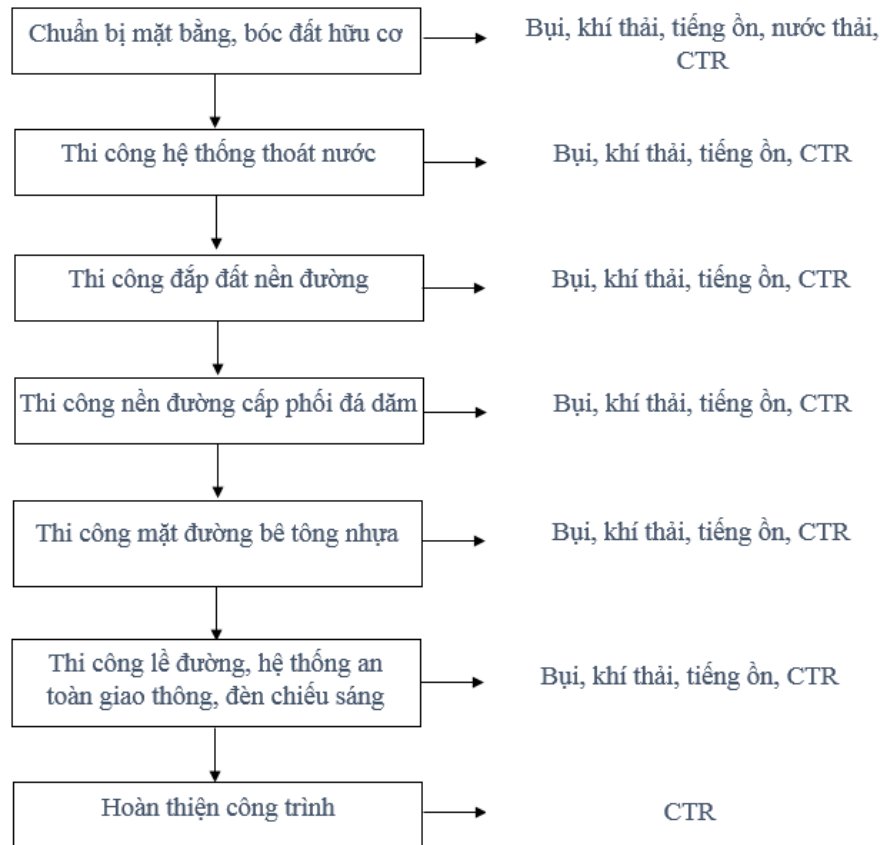 Chuẩn bị mặt bằng, bóc đất hữu cơ
Bụi, khí thải, tiếng ồn, nước thải,
CTR
Thi công hệ thống thoát nước
Bụi, khí thải, tiếng ồn, CTR
Thi công đắp đất nền đường
Bụi, khí thải, tiếng ồn, CTR
Thi công nền đường cấp phối đá dăm
Bụi, khí thải, tiếng ồn, CTR
Thi công mặt đường bê tông nhựa
Bụi, khí thải, tiếng ồn, CTR
Thi công lề đường, hệ thống an
toàn giao thông, đèn chiếu sáng
Bụi, khí thải, tiếng ồn, CTR
Hoàn thiện công trình
CTR